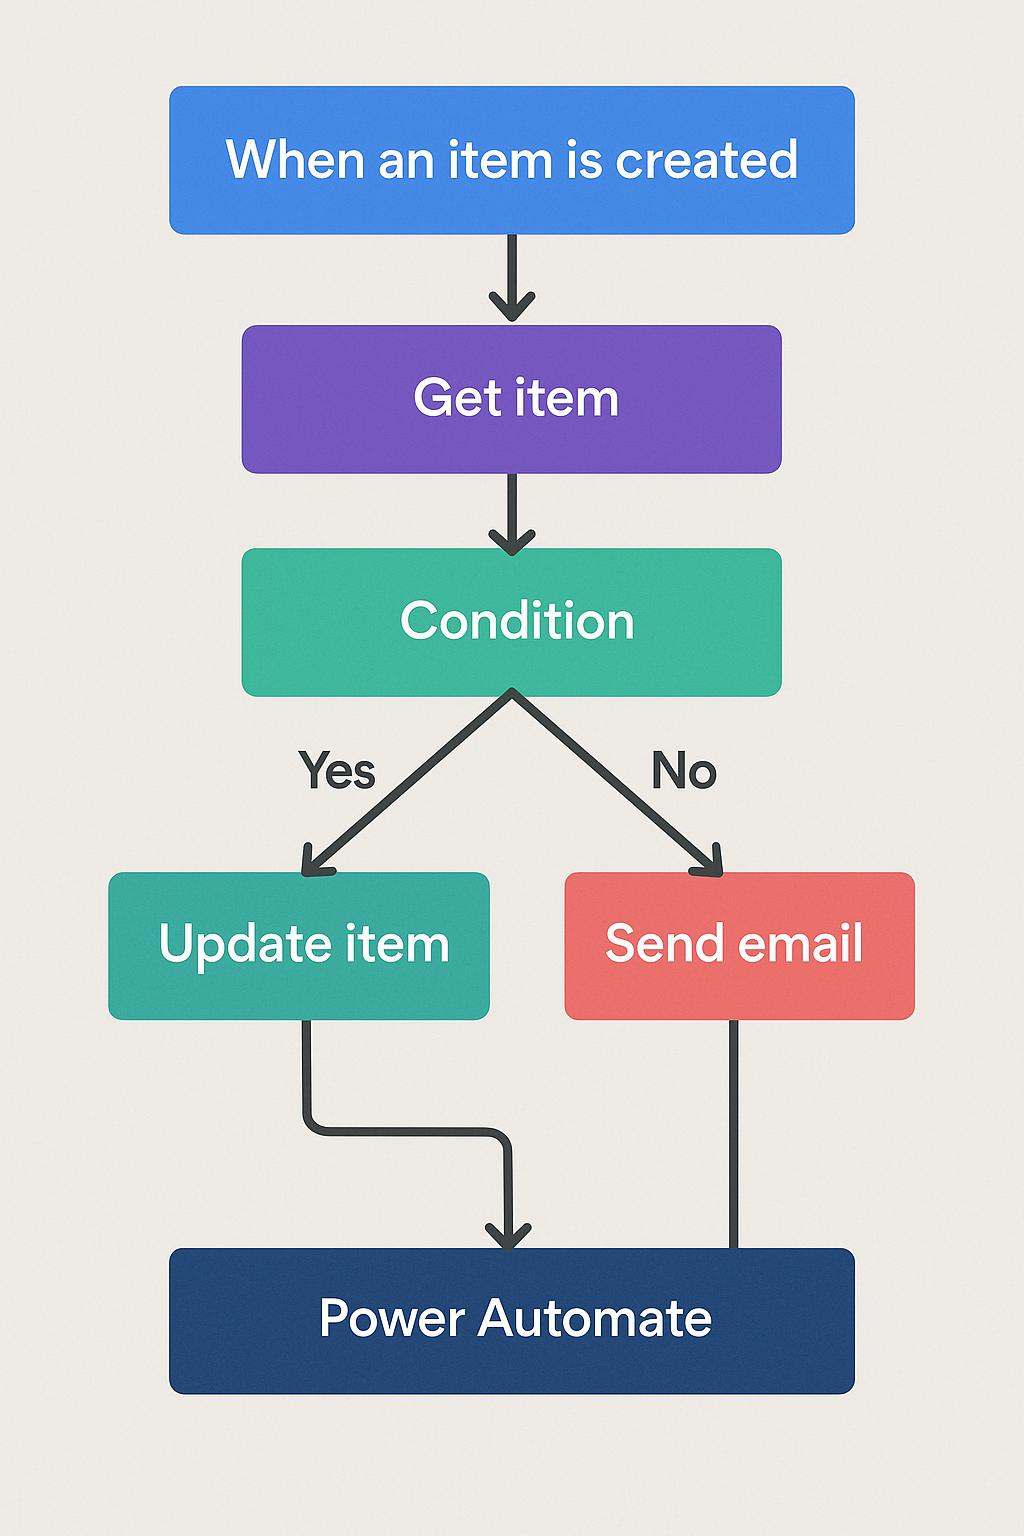 When an item is created
Get item
Condition
Yes
No
Update item
Send email
Power Automate